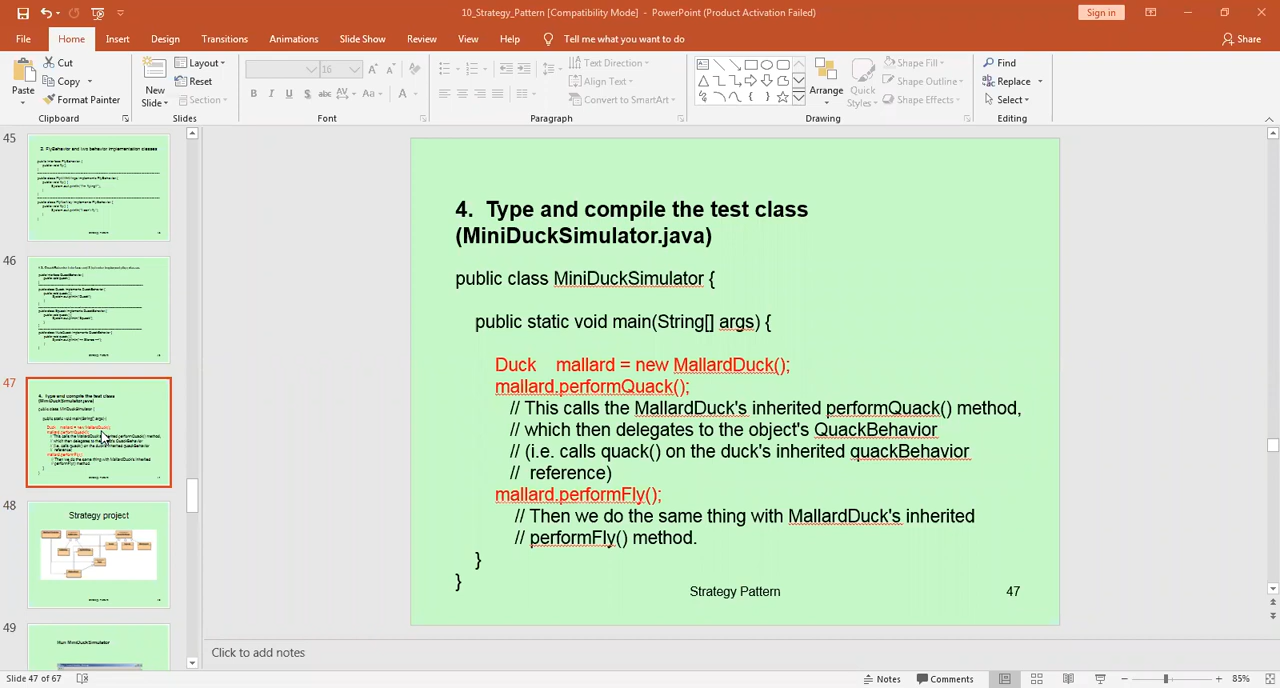 10_Strategy_Pattern [Compatibility Mode] - PowerPoint (Product Activation Failed)
Sign in
File Home Insert Design Transitions Animations Slide Show Review View Help Tell me what you want to do Share
Paste
Cut
Copy
Format Painter
Clipboard
New Slide
Layout
Reset
Section
Slides
16
B I U S abc AV Aa A
Font
Text Direction
Align Text
Convert to SmartArt
Paragraph
Arrange
Quick Styles
Shape Fill
Shape Outline
Shape Effects
Drawing
Find
Replace
Select
Editing
45
46
47
48
Strategy project
49
Run MiniDuckSimulator
4. Type and compile the test class
(MiniDuckSimulator.java)
public class MiniDuckSimulator {
public static void main(String[] args) {
Duck mallard = new MallardDuck();
mallard.performQuack();
// This calls the MallardDuck's inherited performQuack() method,
// which then delegates to the object's QuackBehavior
// (i.e. calls quack() on the duck's inherited quackBehavior
// reference)
mallard.performFly();
// Then we do the same thing with MallardDuck's inherited
// performFly() method.
}
}
Strategy Pattern 47
Click to add notes
Slide 47 of 67
Notes Comments 85%